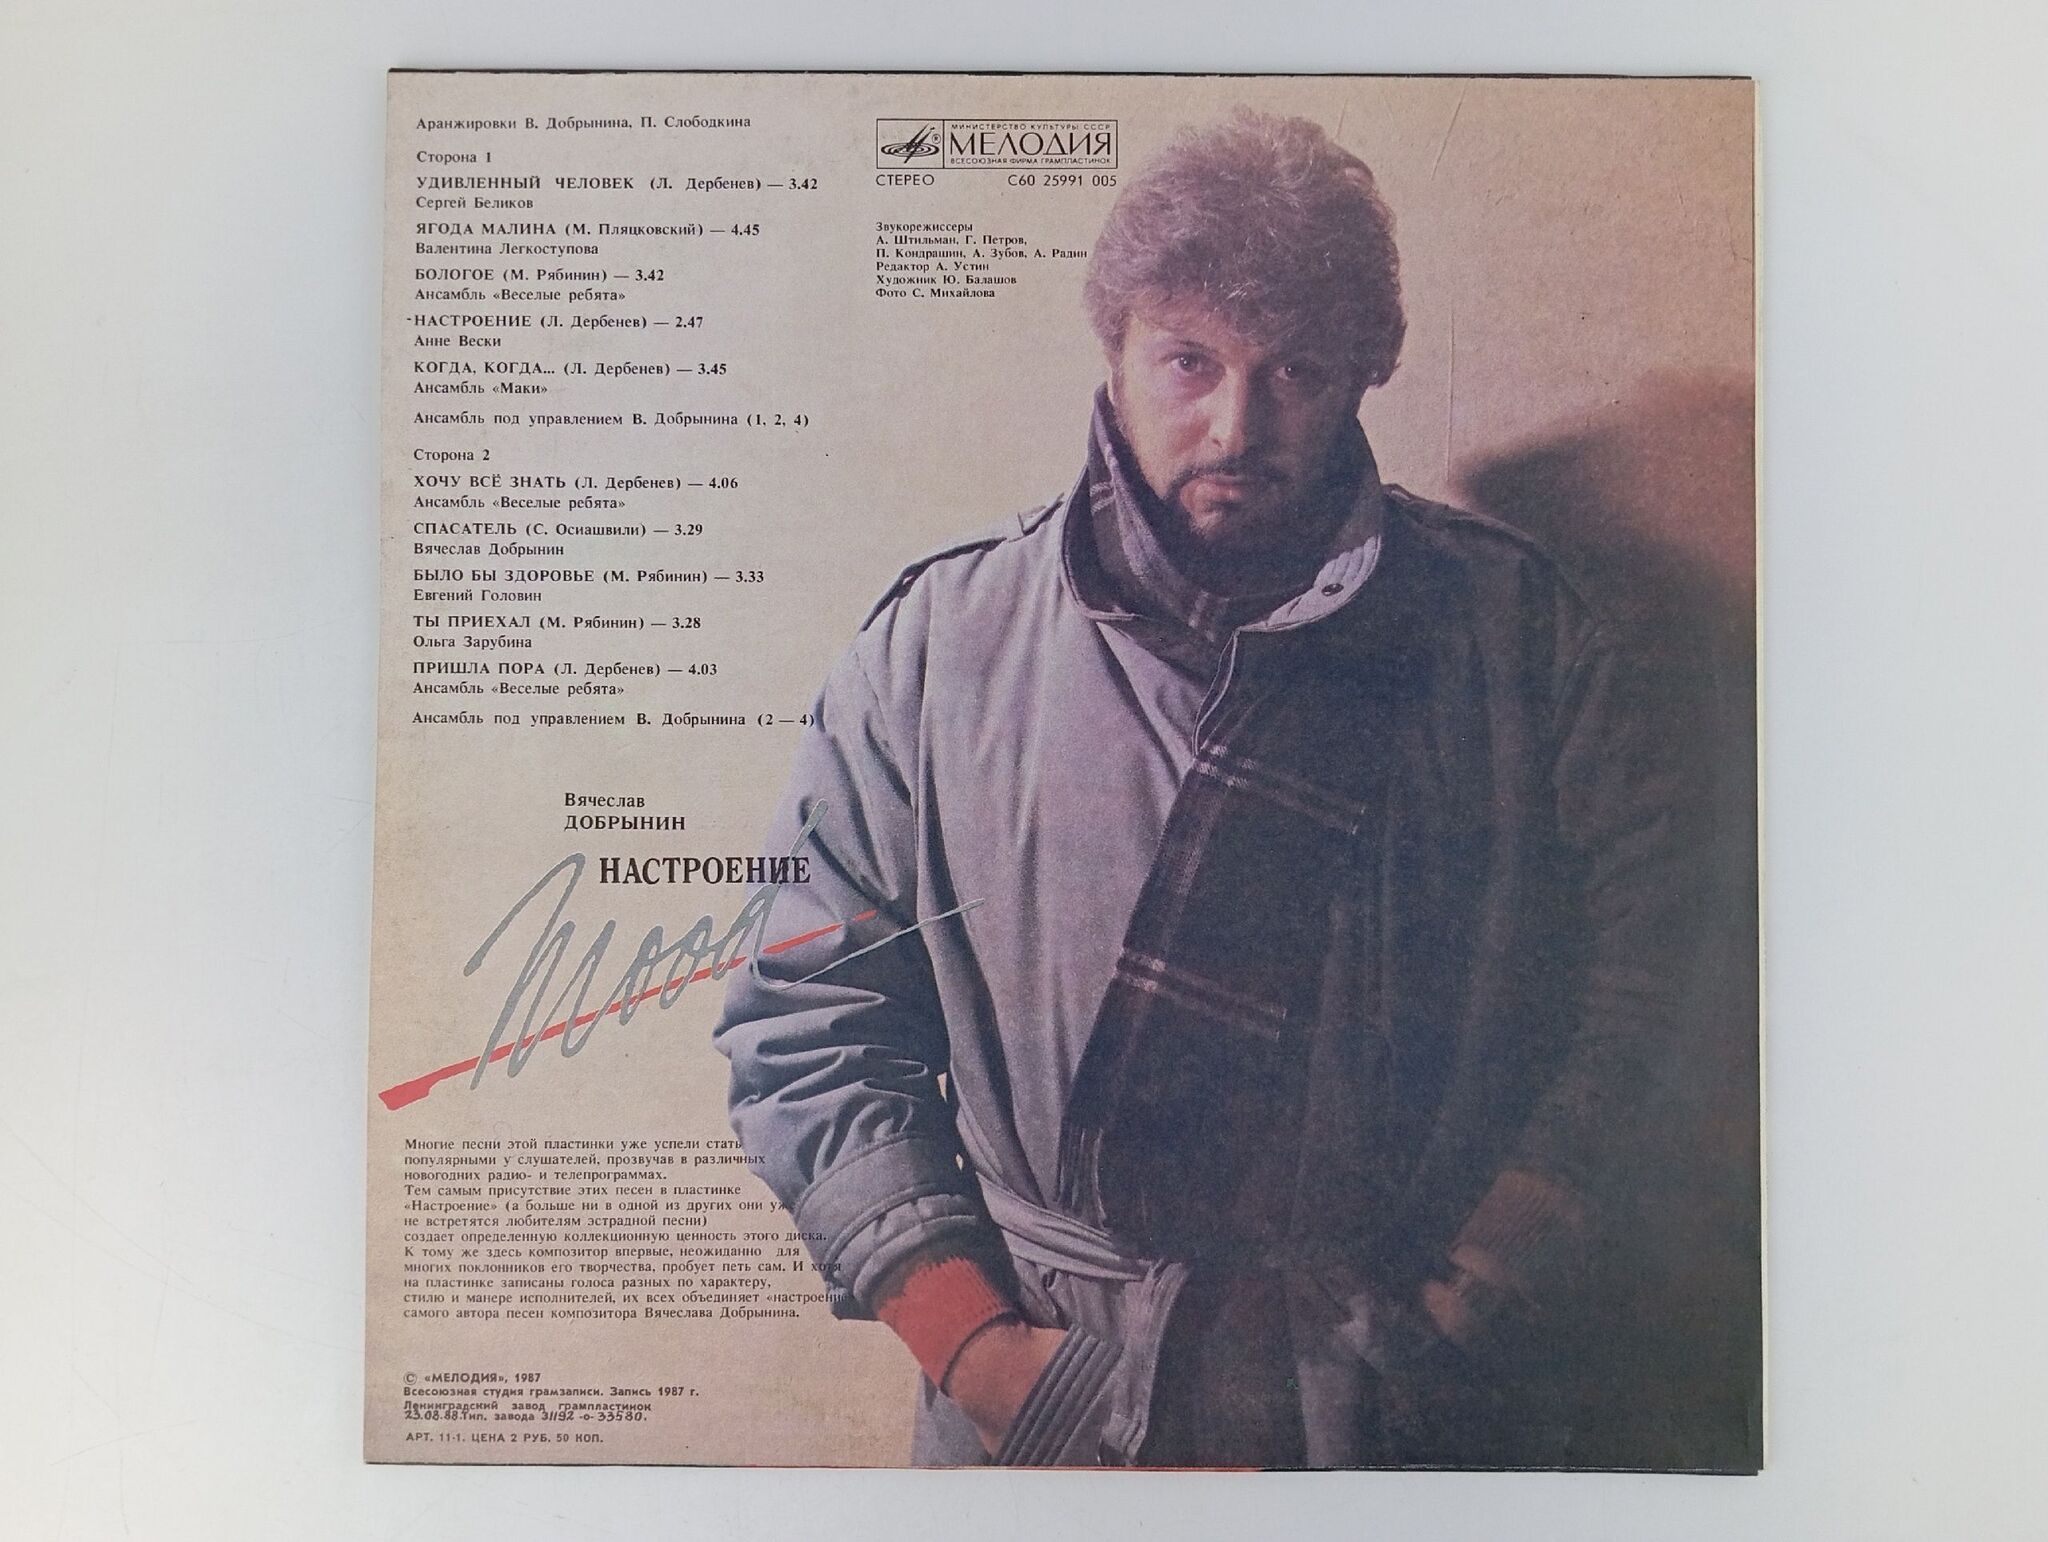 Аранжировки В. Добрынина, П. Слободкина
Сторона 1
УДИВЛЕННЫЙ ЧЕЛОВЕК (Л. Дербенев) — 3.42
Сергей Беликов
ЯГОДА МАЛИНА (М. Пляцковский) — 4.45
Валентина Легкоступова
БОЛОГОЕ (М. Рябинин) — 3.42
Ансамбль «Веселые ребята»
НАСТРОЕНИЕ (Л. Дербенев) — 2.47
Анне Вески
КОГДА, КОГДА... (Л. Дербенев) — 3.45
Ансамбль «Маки»
Ансамбль под управлением В. Добрынина (1, 2, 4)
Сторона 2
ХОЧУ ВСЁ ЗНАТЬ (Л. Дербенев) — 4.06
Ансамбль «Веселые ребята»
СПАСАТЕЛЬ (С. Осиашвили) — 3.29
Вячеслав Добрынин
БЫЛО БЫ ЗДОРОВЬЕ (М. Рябинин) — 3.33
Евгений Головин
ТЫ ПРИЕХАЛ (М. Рябинин) — 3.28
Ольга Зарубина
ПРИШЛА ПОРА (Л. Дербенев) — 4.03
Ансамбль «Веселые ребята»
Ансамбль под управлением В. Добрынина (2 — 4)
МИНИСТЕРСТВО КУЛЬТУРЫ СССР
МЕЛОДИЯ
ВСЕСОЮЗНАЯ ФИРМА ГРАМПЛАСТИНОК
СТЕРЕО С60 25991 005
Звукорежиссеры
А. Штильман, Г. Петров,
П. Кондрашин, А. Зубов, А. Радин
Редактор А. Устин
Художник Ю. Балашов
Фото С. Михайлова
Вячеслав
ДОБРЫНИН
НАСТРОЕНИЕ
Mood
Многие песни этой пластинки уже успели стать
популярными у слушателей, прозвучав в различных
новогодних радио- и телепрограммах.
Тем самым присутствие этих песен в пластинке
«Настроение» (а больше ни в одной из других они уже
не встретятся любителям эстрадной песни)
создает определенную коллекционную ценность этого диска.
К тому же здесь композитор впервые, неожиданно для
многих поклонников его творчества, пробует петь сам. И хотя
на пластинке записаны голоса разных по характеру,
стилю и манере исполнителей, их всех объединяет «настроение»
самого автора песен композитора Вячеслава Добрынина.
© «МЕЛОДИЯ», 1987
Всесоюзная студия грамзаписи. Запись 1987 г.
Ленинградский завод грампластинок
23.08.88.Тип. завода 31192 -о- 33580.
АРТ. 11-1. ЦЕНА 2 РУБ. 50 КОП.